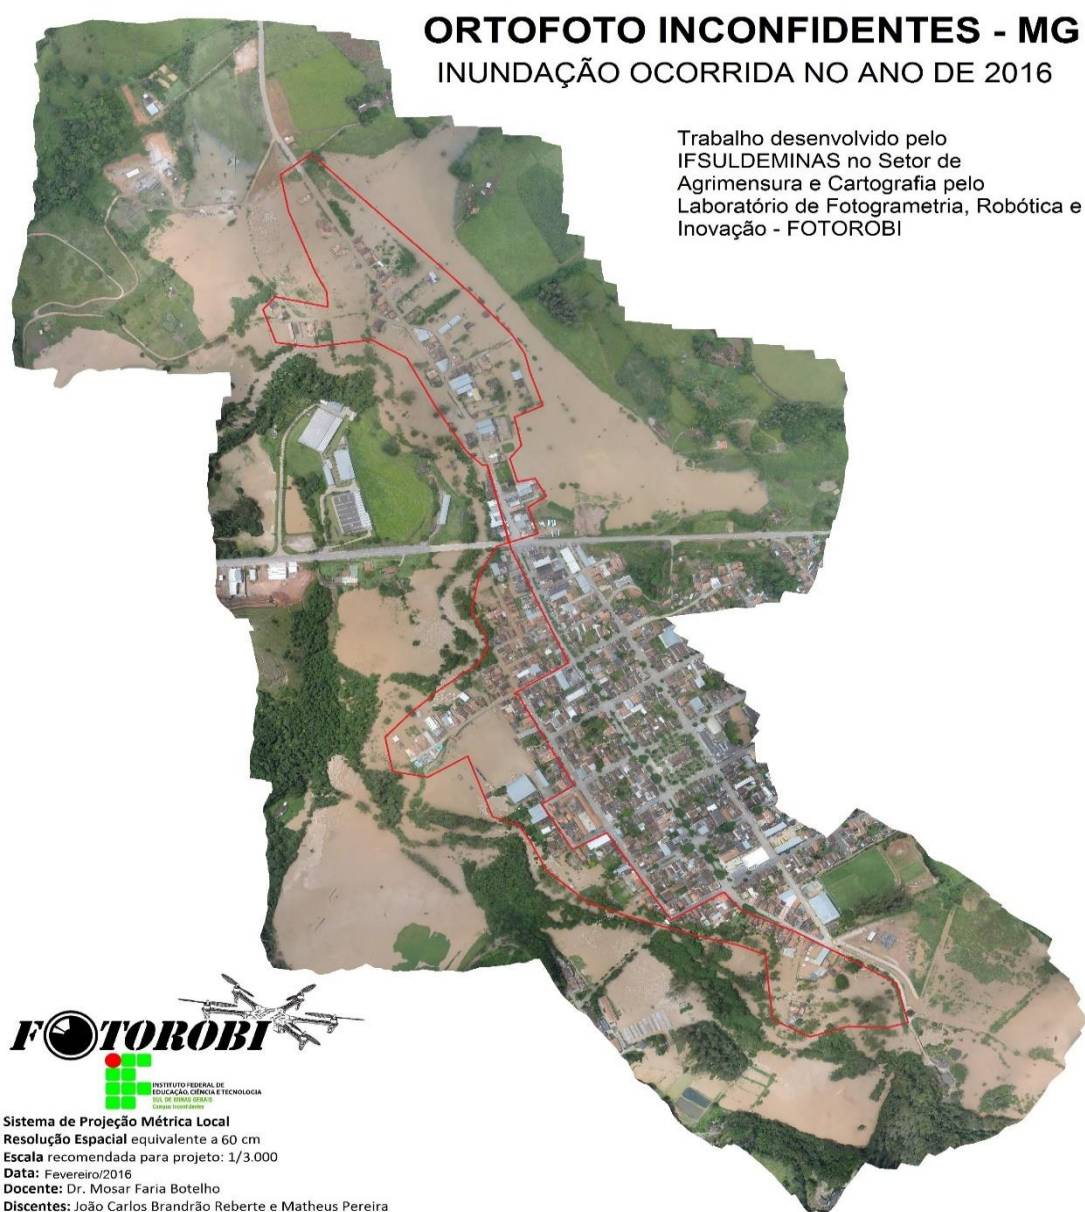 ORTOFOTO INCONFIDENTES - MG
INUNDAÇÃO OCORRIDA NO ANO DE 2016
Trabalho desenvolvido pelo
IFSULDEMINAS no Setor de
Agrimensura e Cartografia pelo
Laboratório de Fotogrametria, Robótica e
Inovação - FOTOROBI
FOTOROBI
INSTITUTO FEDERAL DE
EDUCAÇÃO, CIÊNCIA E TECNOLOGIA
SUL DE MINAS GERAIS
Campus Inconfidentes
Sistema de Projeção Métrica Local
Resolução Espacial equivalente a 60 cm
Escala recomendada para projeto: 1/3.000
Data: Fevereiro/2016
Docente: Dr. Mosar Faria Botelho
Discentes: João Carlos Brandrão Reberte e Matheus Pereira